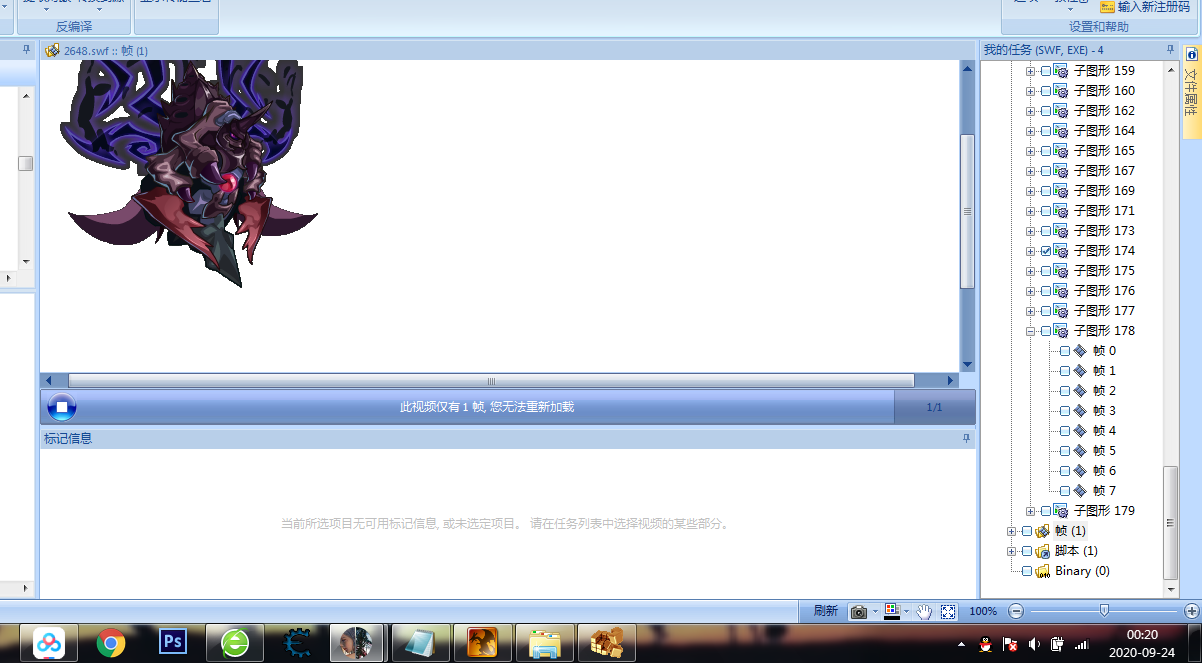 输入新注册码
反编译
设置和帮助
2648.swf :: 帧 (1)
我的任务 (SWF, EXE) - 4
文件属性
子图形 159
子图形 160
子图形 162
子图形 164
子图形 165
子图形 167
子图形 169
子图形 171
子图形 173
子图形 174
子图形 175
子图形 176
子图形 177
子图形 178
帧 0
帧 1
帧 2
帧 3
帧 4
帧 5
帧 6
帧 7
子图形 179
帧 (1)
脚本 (1)
Binary (0)
此视频仅有 1 帧, 您无法重新加载
1/1
标记信息
当前所选项目无可用标记信息, 或未选定项目。 请在任务列表中选择视频的某些部分。
刷新
100%
Ps
00:20
2020-09-24